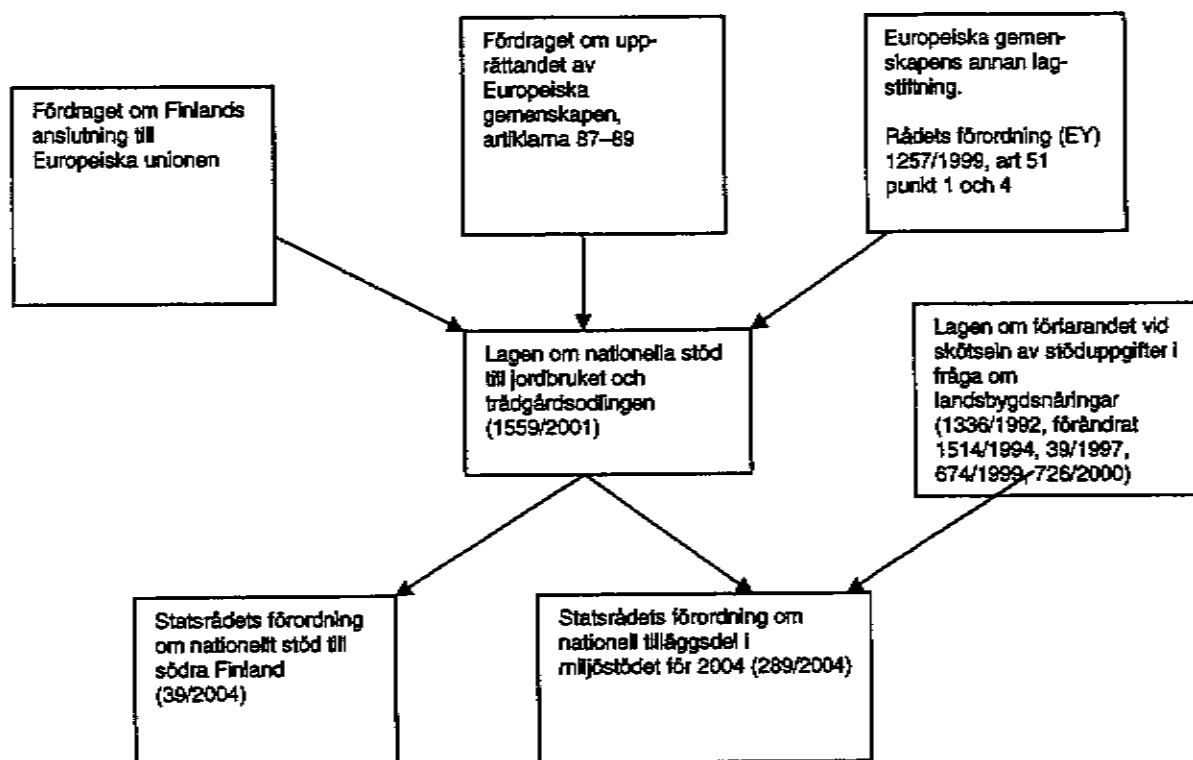 Fördraget om Finlands
anslutning till
Europeiska unionen
Fördraget om upp-
rättandet av
Europeiska
gemenskapen,
artiklarna 87–89
Europeiska gemen-
skapens annan lag-
stiftning.
Rådets förordning (EY)
1257/1999, art 51
punkt 1 och 4
Lagen om nationella stöd
till jordbruket och
trädgårdsodlingen
(1559/2001)
Lagen om förfarandet vid
skötseln av stöduppgifter i
fråga om
landsbygdsnäringar
(1336/1992, förändrat
1514/1994, 39/1997,
674/1999, 726/2000)
Statsrådets förordning
om nationellt stöd till
södra Finland
(39/2004)
Statsrådets förordning om
nationell tilläggsdel i
miljöstödet för 2004 (289/2004)